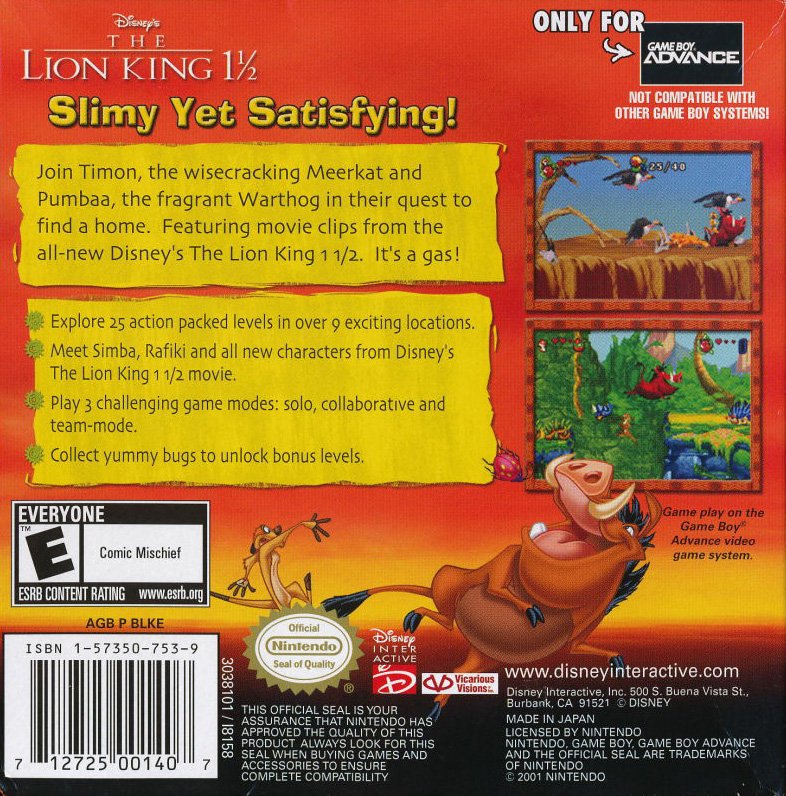 Disney's
THE
LION KING 1½
Slimy Yet Satisfying!
ONLY FOR
GAME BOY
ADVANCE
NOT COMPATIBLE WITH
OTHER GAME BOY SYSTEMS!
Join Timon, the wisecracking Meerkat and
Pumbaa, the fragrant Warthog in their quest to
find a home. Featuring movie clips from the
all-new Disney's The Lion King 1 1/2. It's a gas!
25/40
Explore 25 action packed levels in over 9 exciting locations.
Meet Simba, Rafiki and all new characters from Disney's
The Lion King 1 1/2 movie.
Play 3 challenging game modes: solo, collaborative and
team-mode.
Collect yummy bugs to unlock bonus levels.
Game play on the
Game Boy®
Advance video
game system.
EVERYONE
TM
E
Comic Mischief
ESRB CONTENT RATING www.esrb.org
AGB P BLKE
ISBN 1-57350-753-9
7 12725 00140 7
3038101 /18158
Official
Nintendo
Seal of Quality
®
THIS OFFICIAL SEAL IS YOUR
ASSURANCE THAT NINTENDO HAS
APPROVED THE QUALITY OF THIS
PRODUCT ALWAYS LOOK FOR THIS
SEAL WHEN BUYING GAMES AND
ACCESSORIES TO ENSURE
COMPLETE COMPATIBILITY
Disney
INTER
ACTIVE
D
Vicarious
Visions
www.disneyinteractive.com
Disney Interactive, Inc. 500 S. Buena Vista St.,
Burbank, CA 91521 © DISNEY
MADE IN JAPAN
LICENSED BY NINTENDO
NINTENDO, GAME BOY, GAME BOY ADVANCE
AND THE OFFICIAL SEAL ARE TRADEMARKS
OF NINTENDO
© 2001 NINTENDO